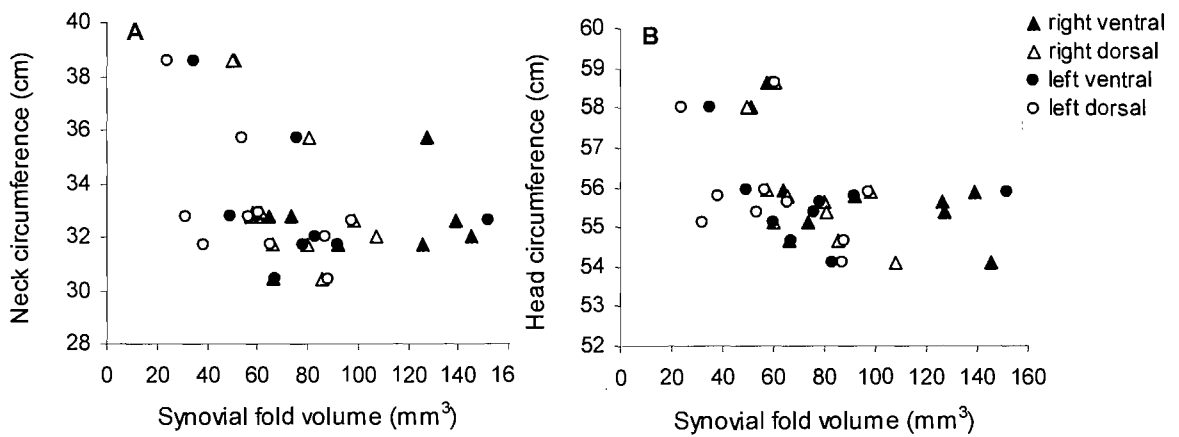 A
Neck circumference (cm)
40
38
36
34
32
30
28
0 20 40 60 80 100 120 140 16
Synovial fold volume (mm3)
B
Head circumference (cm)
60
59
58
57
56
55
54
53
52
0 20 40 60 80 100 120 140 160
Synovial fold volume (mm3)
right ventral
right dorsal
left ventral
left dorsal